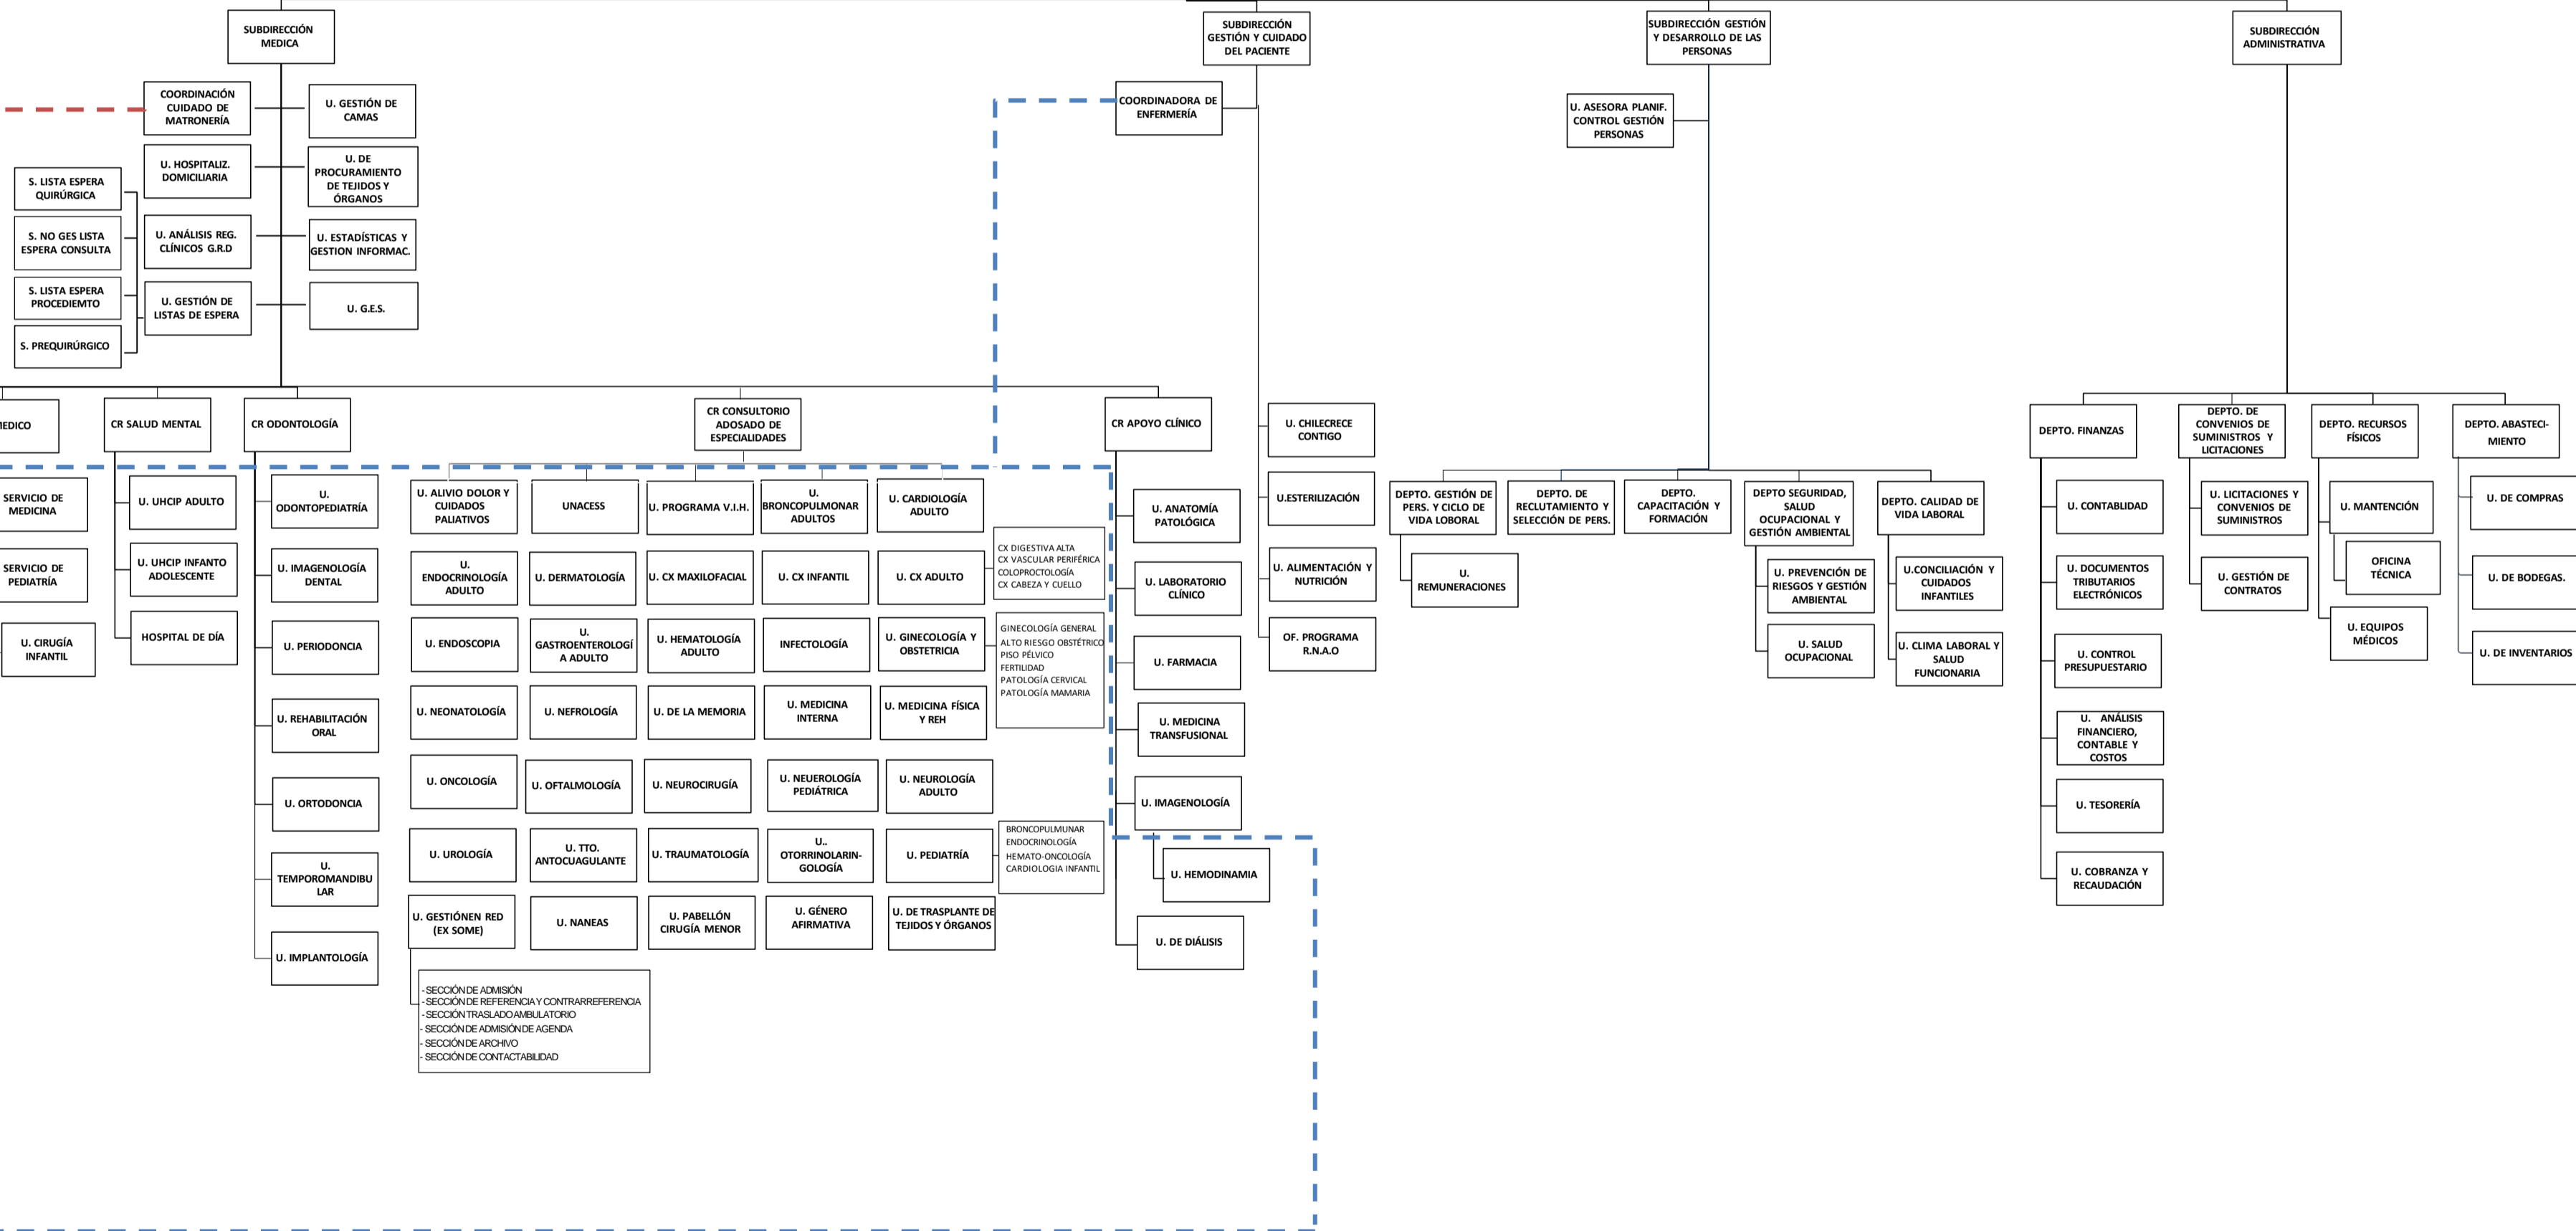 SUBDIRECCIÓN
MEDICA
SUBDIRECCIÓN
GESTIÓN Y CUIDADO
DEL PACIENTE
SUBDIRECCIÓN GESTIÓN
Y DESARROLLO DE LAS
PERSONAS
SUBDIRECCIÓN
ADMINISTRATIVA
COORDINACIÓN
CUIDADO DE
MATRONERÍA
U. GESTIÓN DE
CAMAS
COORDINADORA DE
ENFERMERÍA
U. ASESORA PLANIF.
CONTROL GESTIÓN
PERSONAS
U. HOSPITALIZ.
DOMICILIARIA
U. DE
PROCURAMIENTO
DE TEJIDOS Y
ÓRGANOS
S. LISTA ESPERA
QUIRÚRGICA
S. NO GES LISTA
ESPERA CONSULTA
U. ANÁLISIS REG.
CLÍNICOS G.R.D
U. ESTADÍSTICAS Y
GESTION INFORMAC.
S. LISTA ESPERA
PROCEDIEMTO
U. GESTIÓN DE
LISTAS DE ESPERA
U. G.E.S.
S. PREQUIRÚRGICO
MEDICO
CR SALUD MENTAL
CR ODONTOLOGÍA
CR CONSULTORIO
ADOSADO DE
ESPECIALIDADES
CR APOYO CLÍNICO
U. CHILECRECE
CONTIGO
DEPTO. FINANZAS
DEPTO. DE
CONVENIOS DE
SUMINISTROS Y
LICITACIONES
DEPTO. RECURSOS
FÍSICOS
DEPTO. ABASTECI-
MIENTO
SERVICIO DE
MEDICINA
SERVICIO DE
PEDIATRÍA
U. CIRUGÍA
INFANTIL
U. UHCIP ADULTO
U. UHCIP INFANTO
ADOLESCENTE
HOSPITAL DE DÍA
U.
ODONTOPEDIATRÍA
U. IMAGENOLOGÍA
DENTAL
U. PERIODONCIA
U. REHABILITACIÓN
ORAL
U. ORTODONCIA
U.
TEMPOROMANDIBU
LAR
U. IMPLANTOLOGÍA
U. ALIVIO DOLOR Y
CUIDADOS
PALIATIVOS
UNACESS
U. PROGRAMA V.I.H.
U.
BRONCOPULMONAR
ADULTOS
U. CARDIOLOGÍA
ADULTO
U.
ENDOCRINOLOGÍA
ADULTO
U. DERMATOLOGÍA
U. CX MAXILOFACIAL
U. CX INFANTIL
U. CX ADULTO
CX DIGESTIVA ALTA
CX VASCULAR PERIFÉRICA
COLOPROCTOLOGÍA
CX CABEZA Y CUELLO
U. ENDOSCOPIA
U.
GASTROENTEROLOGÍ
A ADULTO
U. HEMATOLOGÍA
ADULTO
INFECTOLOGÍA
U. GINECOLOGÍA Y
OBSTETRICIA
GINECOLOGÍA GENERAL
ALTO RIESGO OBSTÉTRICO
PISO PÉLVICO
FERTILIDAD
PATOLOGÍA CERVICAL
PATOLOGÍA MAMARIA
U. NEONATOLOGÍA
U. NEFROLOGÍA
U. DE LA MEMORIA
U. MEDICINA
INTERNA
U. MEDICINA FÍSICA
Y REH
U. ONCOLOGÍA
U. OFTALMOLOGÍA
U. NEUROCIRUGÍA
U. NEUEROLOGÍA
PEDIÁTRICA
U. NEUROLOGÍA
ADULTO
U. UROLOGÍA
U. TTO.
ANTOCUAGULANTE
U. TRAUMATOLOGÍA
U..
OTORRINOLARIN-
GOLOGÍA
U. PEDIATRÍA
BRONCOPULMUNAR
ENDOCRINOLOGÍA
HEMATO-ONCOLOGÍA
CARDIOLOGIA INFANTIL
U. GESTIÓNEN RED
(EX SOME)
U. NANEAS
U. PABELLÓN
CIRUGÍA MENOR
U. GÉNERO
AFIRMATIVA
U. DE TRASPLANTE DE
TEJIDOS Y ÓRGANOS
- SECCIÓN DE ADMISIÓN
- SECCIÓN DE REFERENCIA Y CONTRARREFERENCIA
- SECCIÓN TRASLADO AMBULATORIO
- SECCIÓN DE ADMISIÓN DE AGENDA
- SECCIÓN DE ARCHIVO
- SECCIÓN DE CONTACTABILIDAD
U. ANATOMÍA
PATOLÓGICA
U. LABORATORIO
CLÍNICO
U. FARMACIA
U. MEDICINA
TRANSFUSIONAL
U. IMAGENOLOGÍA
U. HEMODINAMIA
U. DE DIÁLISIS
U.ESTERILIZACIÓN
U. ALIMENTACIÓN Y
NUTRICIÓN
OF. PROGRAMA
R.N.A.O
DEPTO. GESTIÓN DE
PERS. Y CICLO DE
VIDA LOBORAL
DEPTO. DE
RECLUTAMIENTO Y
SELECCIÓN DE PERS.
DEPTO.
CAPACITACIÓN Y
FORMACIÓN
DEPTO SEGURIDAD,
SALUD
OCUPACIONAL Y
GESTIÓN AMBIENTAL
DEPTO. CALIDAD DE
VIDA LABORAL
U.
REMUNERACIONES
U. PREVENCIÓN DE
RIESGOS Y GESTIÓN
AMBIENTAL
U. SALUD
OCUPACIONAL
U.CONCILIACIÓN Y
CUIDADOS
INFANTILES
U. CLIMA LABORAL Y
SALUD
FUNCIONARIA
U. CONTABLIDAD
U. DOCUMENTOS
TRIBUTARIOS
ELECTRÓNICOS
U. CONTROL
PRESUPUESTARIO
U. ANÁLISIS
FINANCIERO,
CONTABLE Y
COSTOS
U. TESORERÍA
U. COBRANZA Y
RECAUDACIÓN
U. LICITACIONES Y
CONVENIOS DE
SUMINISTROS
U. GESTIÓN DE
CONTRATOS
U. MANTENCIÓN
OFICINA
TÉCNICA
U. EQUIPOS
MÉDICOS
U. DE COMPRAS
U. DE BODEGAS.
U. DE INVENTARIOS